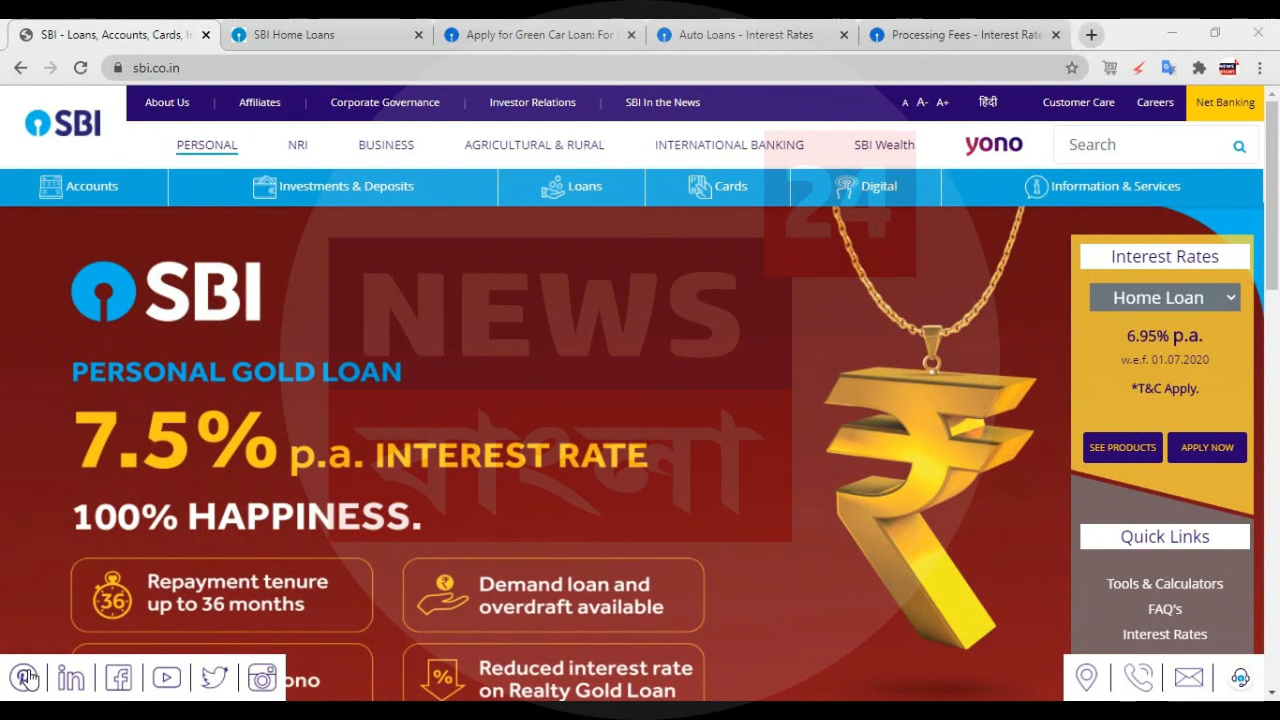 SBI - Loans, Accounts, Cards, I
SBI Home Loans
Apply for Green Car Loan: For
Auto Loans - Interest Rates
Processing Fees - Interest Rate
sbi.co.in
About Us
Affiliates
Corporate Governance
Investor Relations
SBI In the News
A A- A+
हिंदी
Customer Care
Careers
Net Banking
SBI
PERSONAL
NRI
BUSINESS
AGRICULTURAL & RURAL
INTERNATIONAL BANKING
SBI Wealth
yono
Search
Accounts
Investments & Deposits
Loans
Cards
Digital
Information & Services
24
NEWS
বাংলা
SBI
PERSONAL GOLD LOAN
7.5% p.a. INTEREST RATE
100% HAPPINESS.
36
Repayment tenure
up to 36 months
Demand loan and
overdraft available
ono
%
Reduced interest rate
on Realty Gold Loan
Interest Rates
Home Loan
6.95% p.a.
w.e.f. 01.07.2020
*T&C Apply.
SEE PRODUCTS
APPLY NOW
Quick Links
Tools & Calculators
FAQ's
Interest Rates